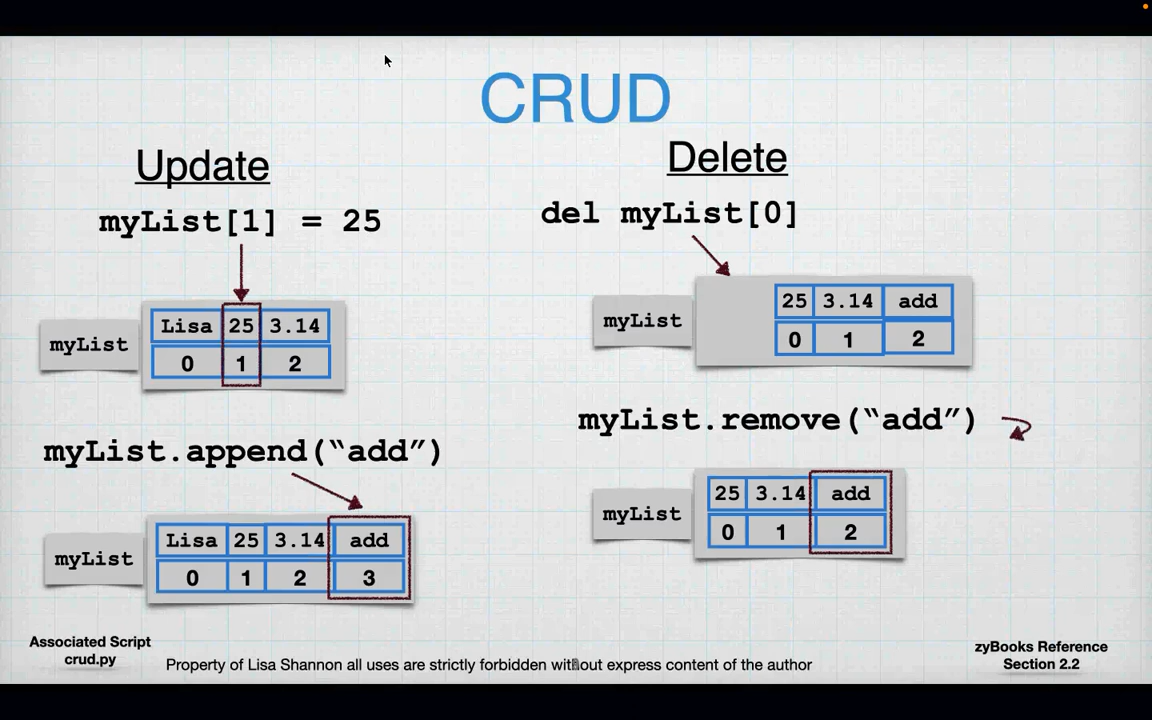 CRUD
Update
myList[1] = 25
myList
Lisa 25 3.14
0 1 2
myList.append(“add”)
myList
Lisa 25 3.14 add
0 1 2 3
Delete
del myList[0]
myList
25 3.14 add
0 1 2
myList.remove(“add”)
myList
25 3.14 add
0 1 2
Associated Script
crud.py
Property of Lisa Shannon all uses are strictly forbidden without express content of the author
zyBooks Reference
Section 2.2